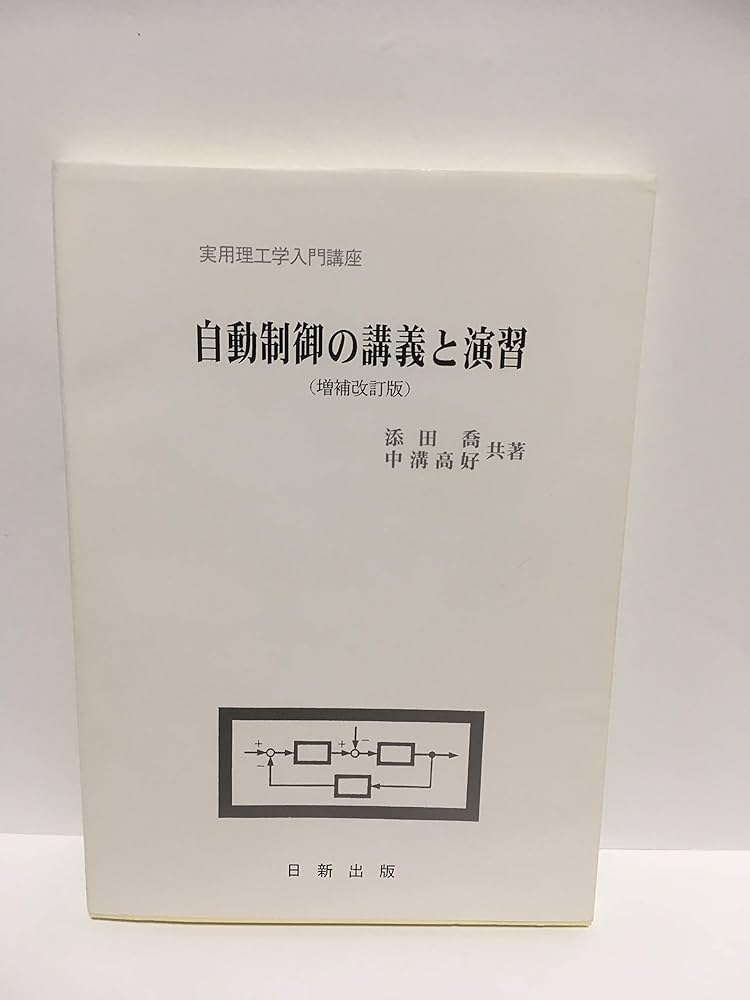 実用理工学入門講座
自動制御の講義と演習
（増補改訂版）
添田 喬
中溝高好 共著
+ + −
−
日新出版